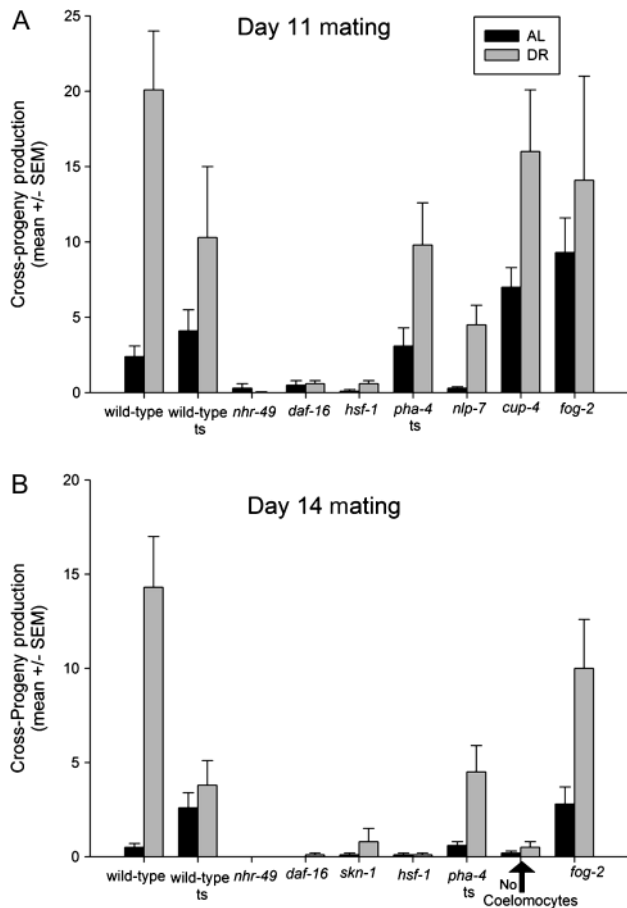 A
Day 11 mating
AL
DR
Cross-progeny production
(mean +/- SEM)
25
20
15
10
5
0
wild-type wild-type nhr-49 daf-16 hsf-1 pha-4 nlp-7 cup-4 fog-2
ts ts
B
Day 14 mating
Cross-Progeny production
(mean +/- SEM)
20
15
10
5
0
wild-type wild-type nhr-49 daf-16 skn-1 hsf-1 pha-4 No fog-2
ts ts Coelomocytes